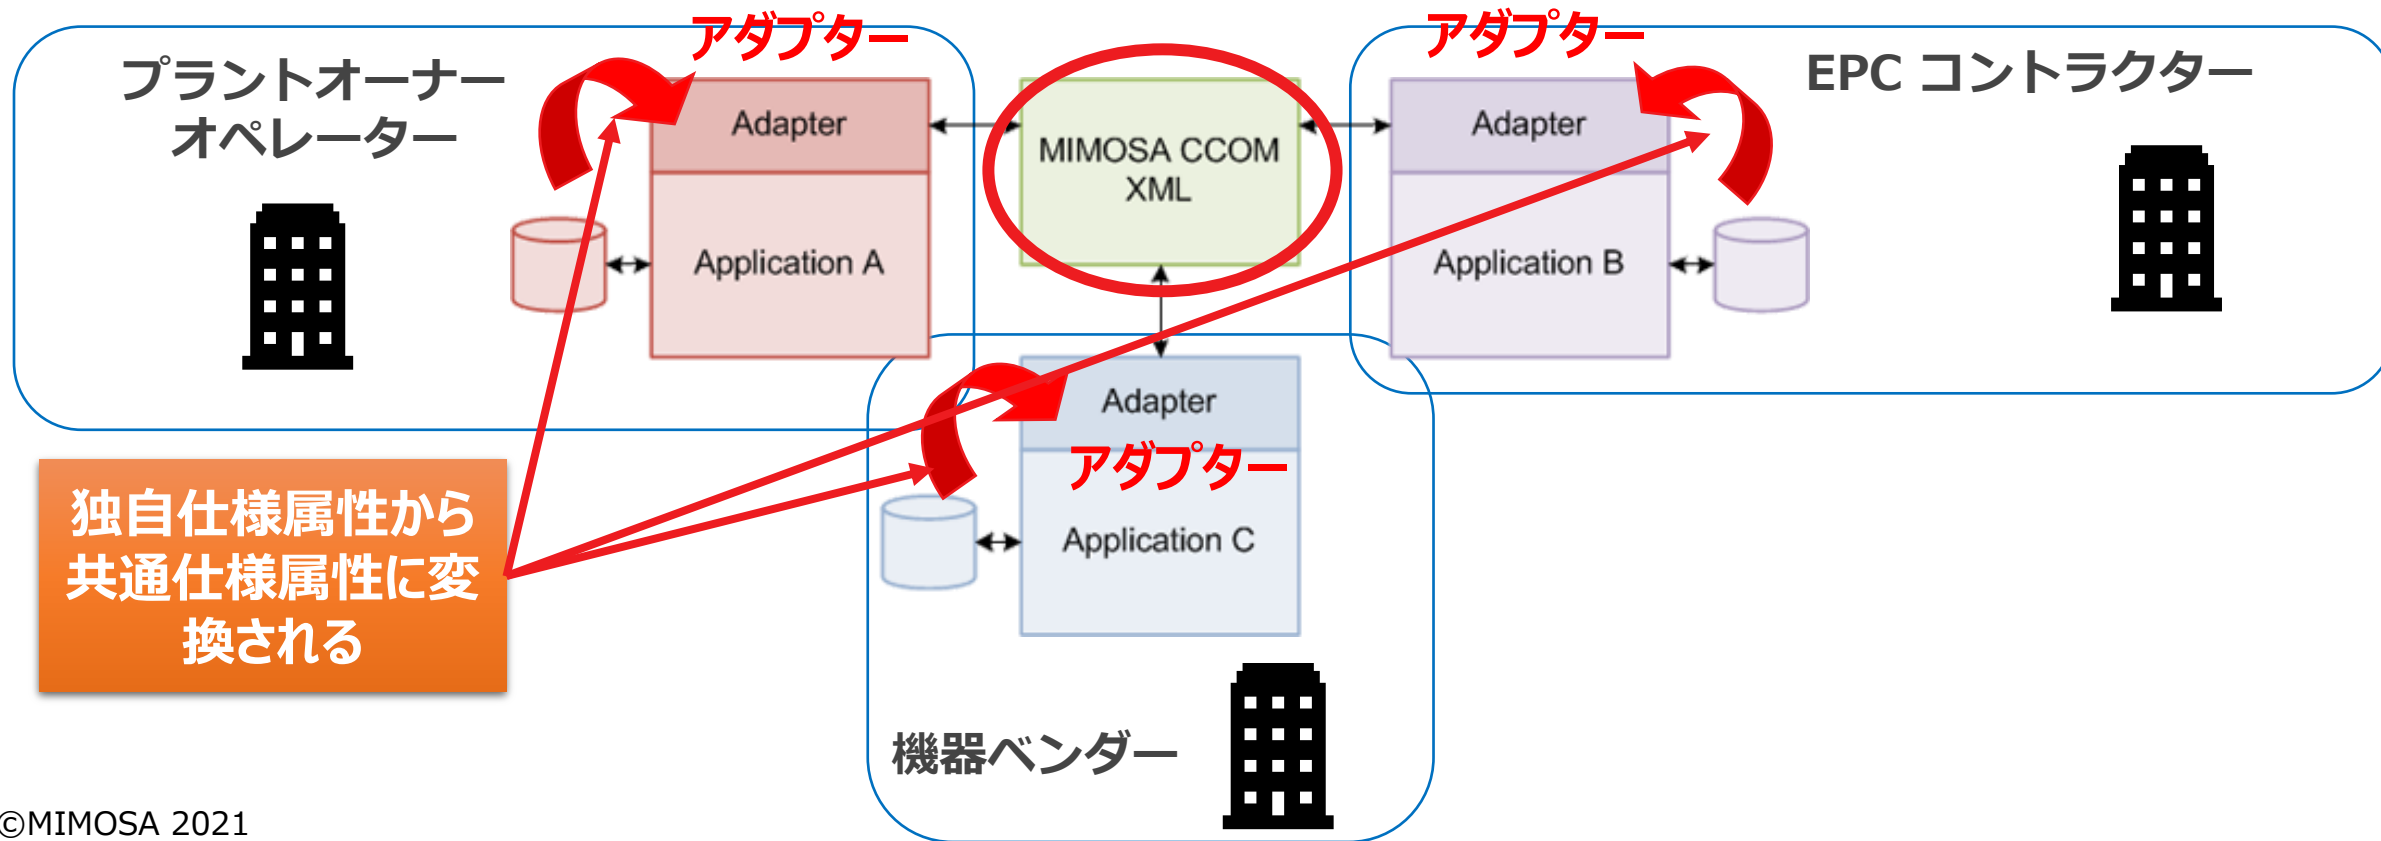 アダプター
アダプター
プラントオーナー
オペレーター
EPC コントラクター
Adapter
MIMOSA CCOM
XML
Adapter
Application A
Application B
Adapter
アダプター
Application C
独自仕様属性から
共通仕様属性に変
換される
機器ベンダー
©MIMOSA 2021